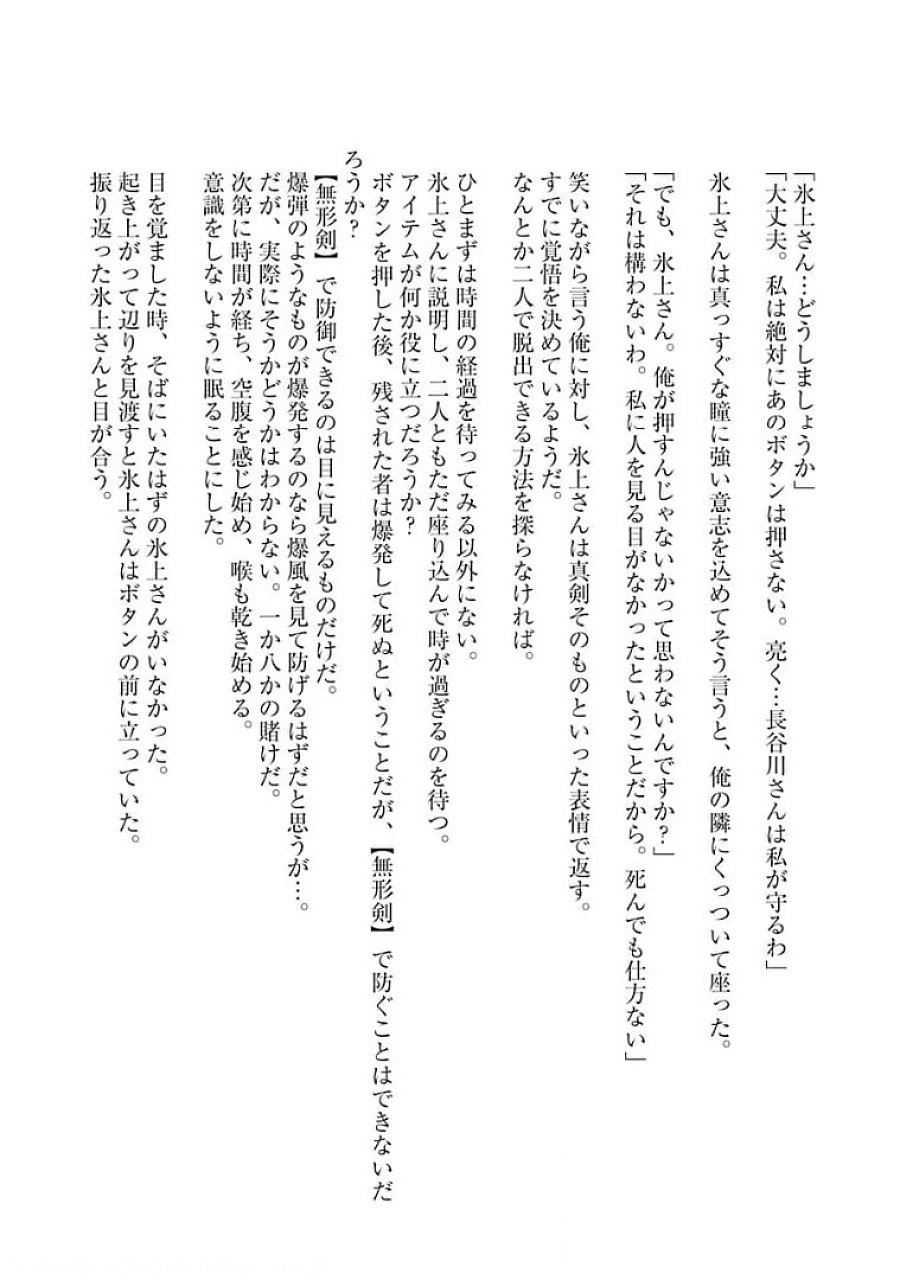 「氷上さん…どうしましょうか」
「大丈夫。私は絶対にあのボタンは押さない。亮く…長谷川さんは私が守るわ」
氷上さんは真っすぐな瞳に強い意志を込めてそう言うと、俺の隣にくっついて座った。
「でも、氷上さん。俺が押すんじゃないかって思わないんですか?」
「それは構わないわ。私に人を見る目がなかったということだから。死んでも仕方ない」
笑いながら言う俺に対し、氷上さんは真剣そのものといった表情で返す。
すでに覚悟を決めているようだ。
なんとか二人で脱出できる方法を探らなければ。
ひとまずは時間の経過を待ってみる以外にない。
氷上さんに説明し、二人ともただ座り込んで時が過ぎるのを待つ。
アイテムが何か役に立つだろうか?
ボタンを押した後、残された者は爆発して死ぬということだが、【無形剣】で防ぐことはできないだ
ろうか?
【無形剣】で防御できるのは目に見えるものだけだ。
爆弾のようなものが爆発するのなら爆風を見て防げるはずだと思うが…。
だが、実際にそうかどうかはわからない。一か八かの賭けだ。
次第に時間が経ち、空腹を感じ始め、喉も乾き始める。
意識をしないように眠ることにした。
目を覚ました時、そばにいたはずの氷上さんがいなかった。
起き上がって辺りを見渡すと氷上さんはボタンの前に立っていた。
振り返った氷上さんと目が合う。